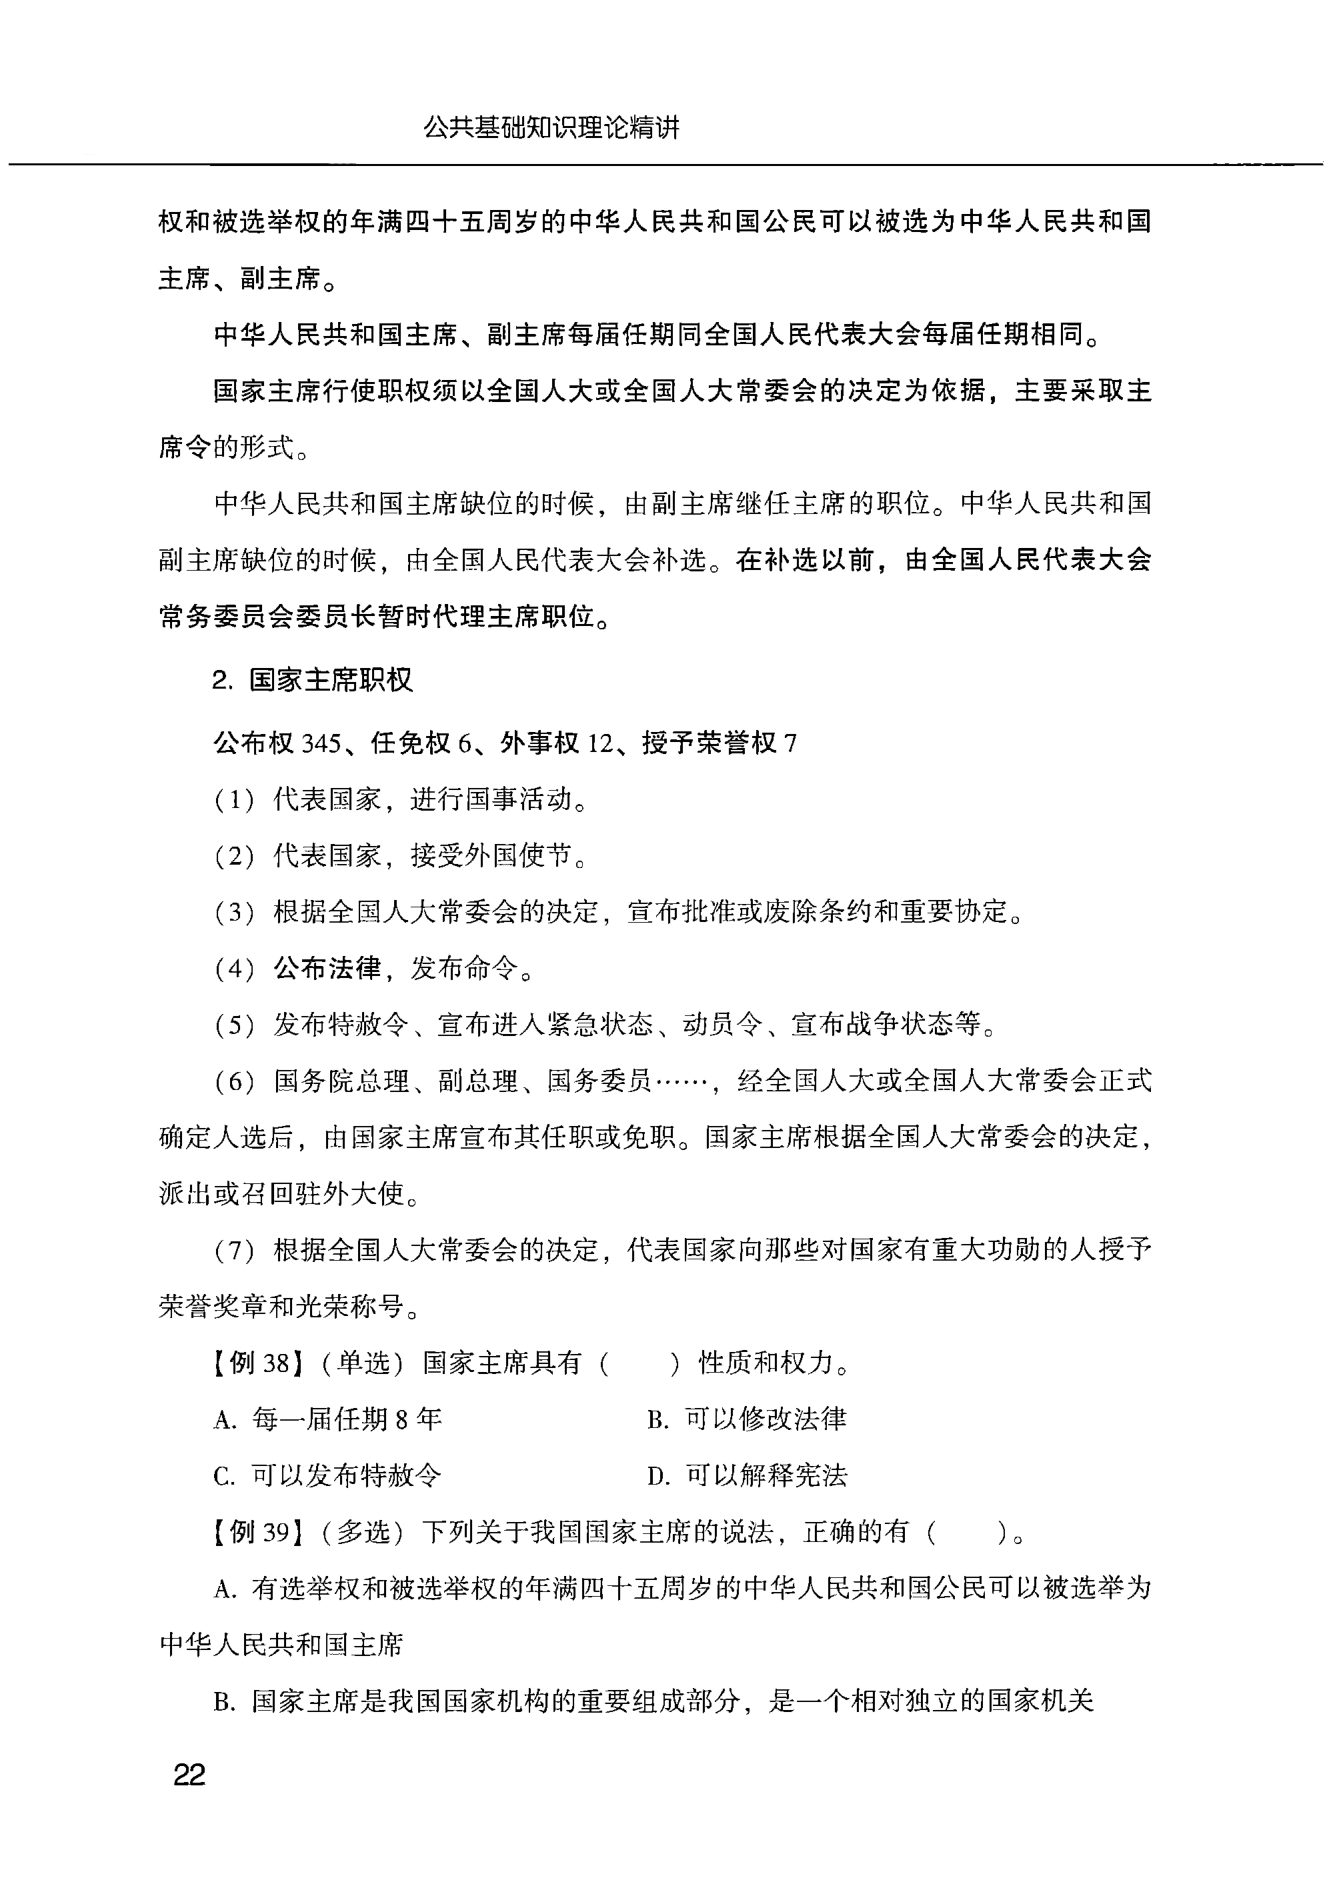 公共基础知识理论精讲
权和被选举权的年满四十五周岁的中华人民共和国公民可以被选为中华人民共和国
主席、副主席。
中华人民共和国主席、副主席每届任期同全国人民代表大会每届任期相同。
国家主席行使职权须以全国人大或全国人大常委会的决定为依据，主要采取主
席令的形式。
中华人民共和国主席缺位的时候，由副主席继任主席的职位。中华人民共和国
副主席缺位的时候，由全国人民代表大会补选。在补选以前，由全国人民代表大会
常务委员会委员长暂时代理主席职位。
2. 国家主席职权
公布权 345、任免权 6、外事权 12、授予荣誉权 7
（1）代表国家，进行国事活动。
（2）代表国家，接受外国使节。
（3）根据全国人大常委会的决定，宣布批准或废除条约和重要协定。
（4）公布法律，发布命令。
（5）发布特赦令、宣布进入紧急状态、动员令、宣布战争状态等。
（6）国务院总理、副总理、国务委员……，经全国人大或全国人大常委会正式
确定人选后，由国家主席宣布其任职或免职。国家主席根据全国人大常委会的决定，
派出或召回驻外大使。
（7）根据全国人大常委会的决定，代表国家向那些对国家有重大功勋的人授予
荣誉奖章和光荣称号。
【例 38】（单选）国家主席具有（　　）性质和权力。
A. 每一届任期 8 年　　B. 可以修改法律
C. 可以发布特赦令　　D. 可以解释宪法
【例 39】（多选）下列关于我国国家主席的说法，正确的有（　　）。
A. 有选举权和被选举权的年满四十五周岁的中华人民共和国公民可以被选举为
中华人民共和国主席
B. 国家主席是我国国家机构的重要组成部分，是一个相对独立的国家机关
22